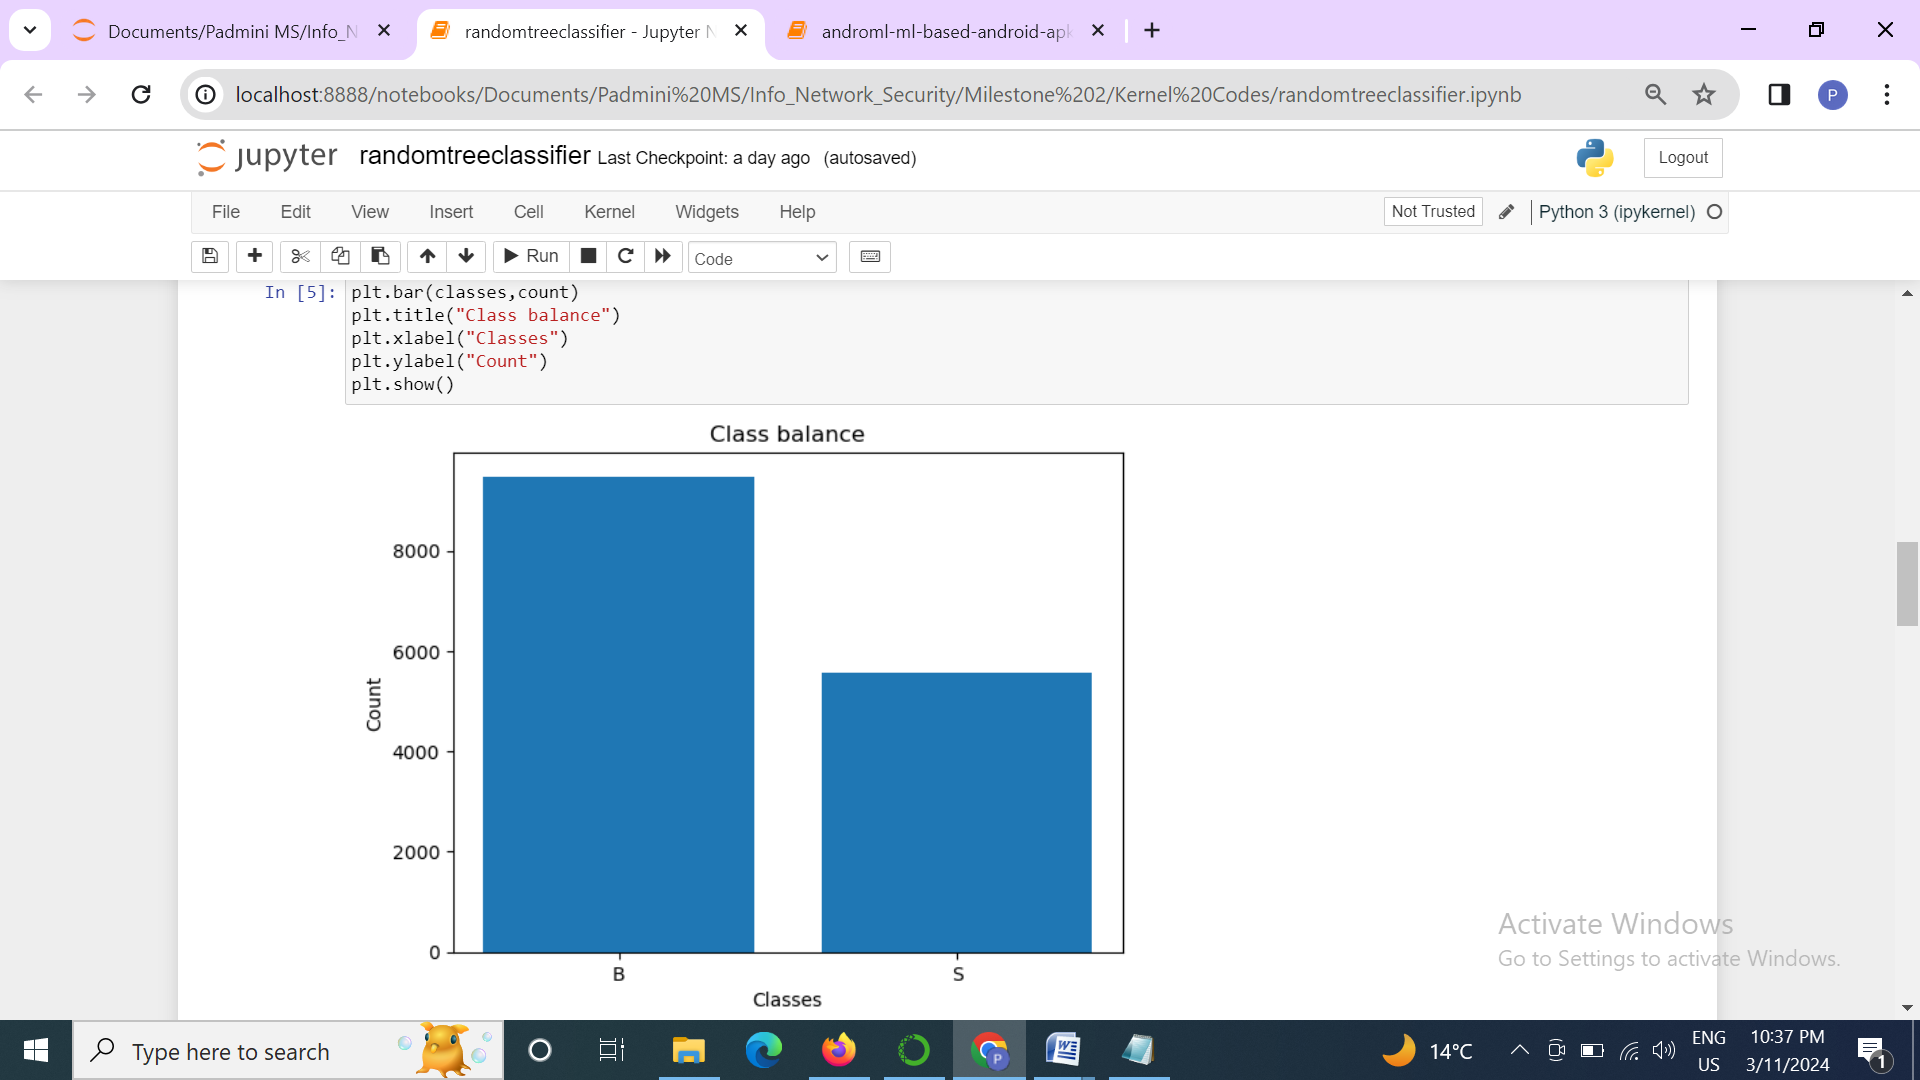 Documents/Padmini MS/Info_N
randomtreeclassifier - Jupyter N
androml-ml-based-android-apk
localhost:8888/notebooks/Documents/Padmini%20MS/Info_Network_Security/Milestone%202/Kernel%20Codes/randomtreeclassifier.ipynb
P
jupyter randomtreeclassifier Last Checkpoint: a day ago (autosaved)
Logout
File Edit View Insert Cell Kernel Widgets Help
Not Trusted
Python 3 (ipykernel)
Run
Code
In [5]: plt.bar(classes,count)
plt.title("Class balance")
plt.xlabel("Classes")
plt.ylabel("Count")
plt.show()
Class balance
8000
6000
4000
2000
0
Count
B S
Classes
Activate Windows
Go to Settings to activate Windows.
Type here to search
P
W
14°C
ENG
US
10:37 PM
3/11/2024
1